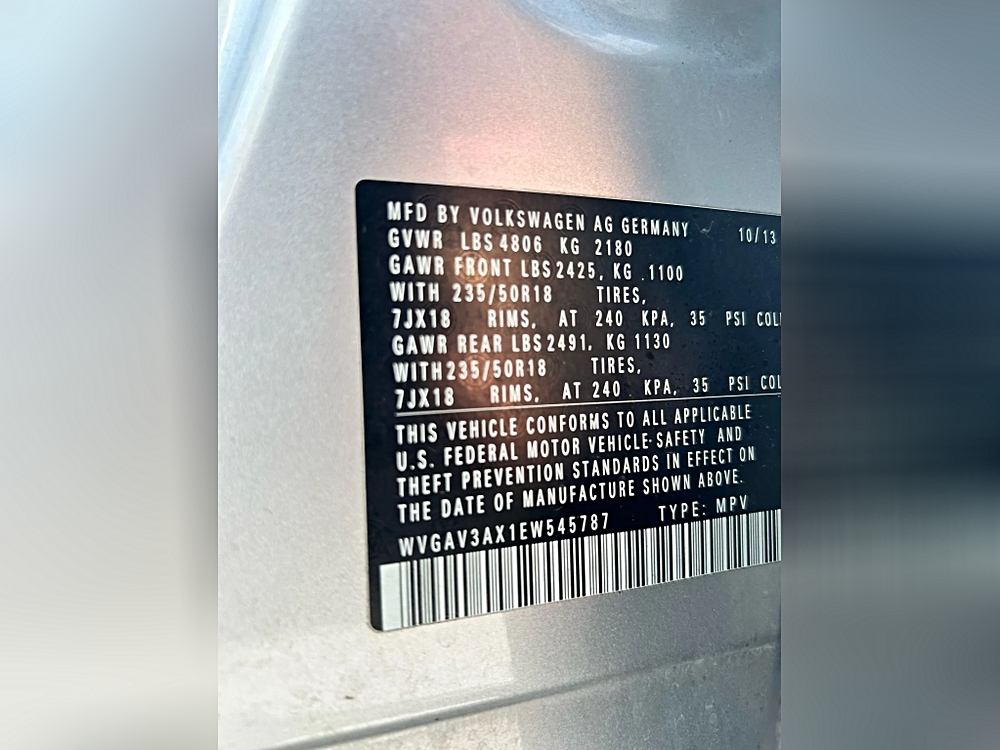 MFD BY VOLKSWAGEN AG GERMANY 10/13
GVWR LBS 4806 KG 2180
GAWR FRONT LBS 2425, KG .1100
WITH 235/50R18 TIRES,
7JX18 RIMS, AT 240 KPA, 35 PSI
GAWR REAR LBS 2491, KG 1130
WITH 235/50R18 TIRES,
7JX18 RIMS, AT 240 KPA, 35 PSI
THIS VEHICLE CONFORMS TO ALL APPLICABLE
U.S. FEDERAL MOTOR VEHICLE SAFETY AND
THEFT PREVENTION STANDARDS IN EFFECT ON
THE DATE OF MANUFACTURE SHOWN ABOVE.
WVGAV3AX1EW545787 TYPE: MPV